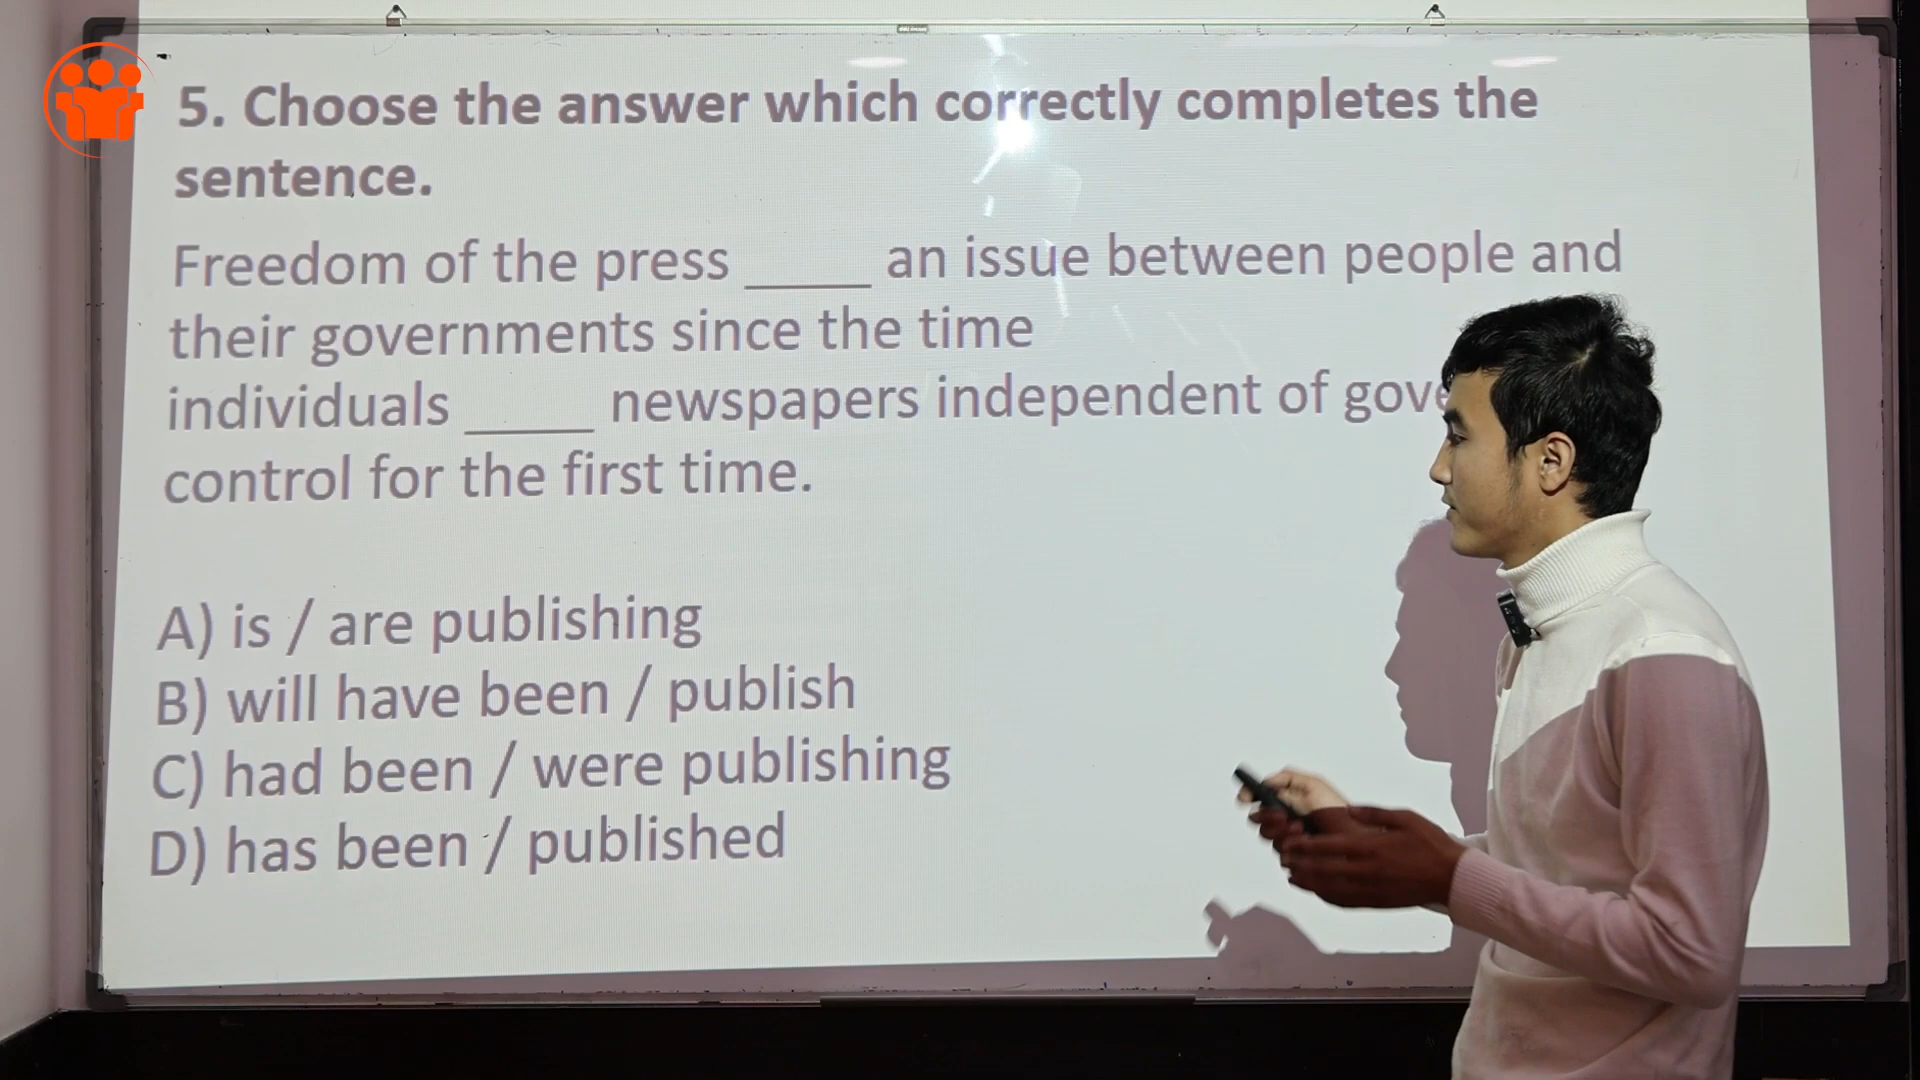 5. Choose the answer which correctly completes the
sentence.
Freedom of the press _____ an issue between people and
their governments since the time
individuals _____ newspapers independent of
control for the first time.
A) is / are publishing
B) will have been / publish
C) had been / were publishing
D) has been / published